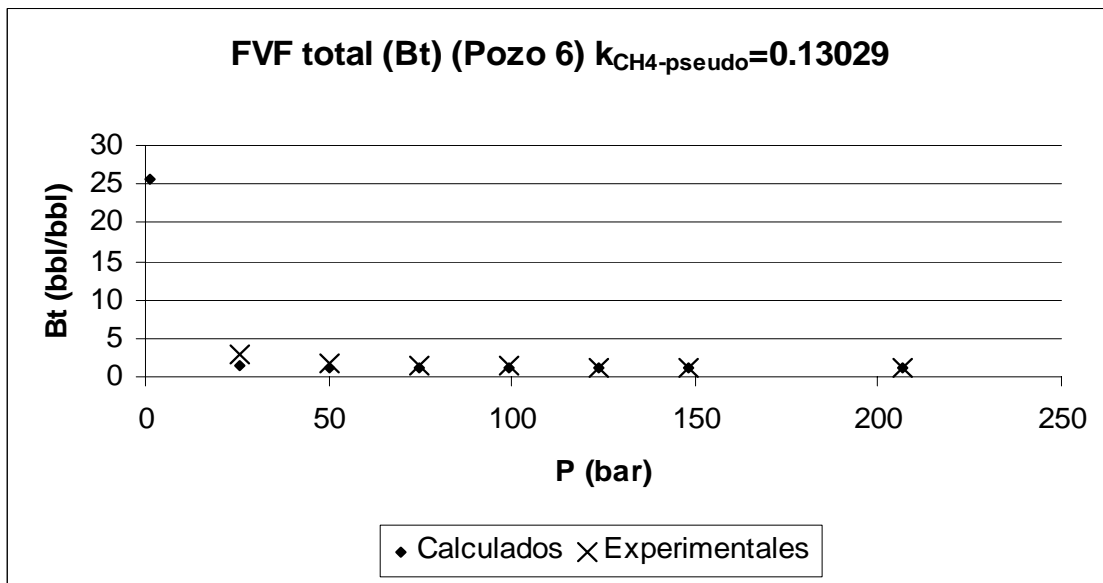 FVF total (Bt) (Pozo 6) kCH4-pseudo=0.13029
Bt (bbl/bbl)
30
25
20
15
10
5
0
0 50 100 150 200 250
P (bar)
Calculados Experimentales